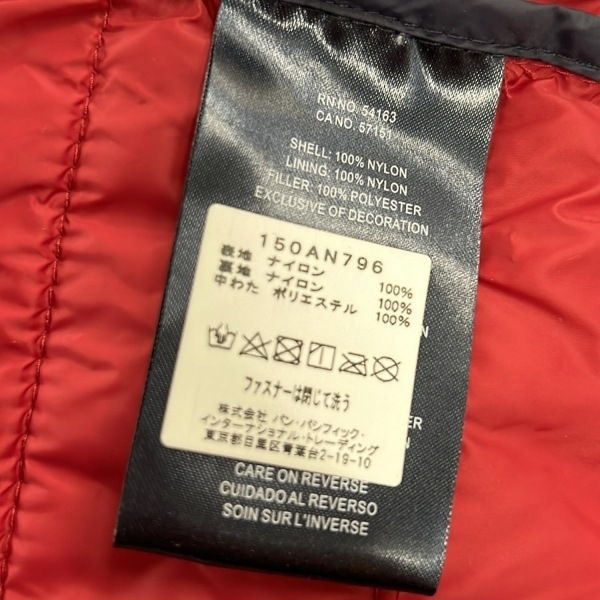 RN NO. 54163
CA NO. 57151
SHELL: 100% NYLON
LINING: 100% NYLON
FILLER: 100% POLYESTER
EXCLUSIVE OF DECORATION
150AN796
表地 ナイロン 100%
裏地 ナイロン 100%
中わた ポリエステル 100%
ファスナーは閉じて洗う
株式会社 パン・パシフィック・
インターナショナル・トレーディング
東京都目黒区青葉台2-19-10
CARE ON REVERSE
CUIDADO AL REVERSO
SOIN SUR L'INVERSE